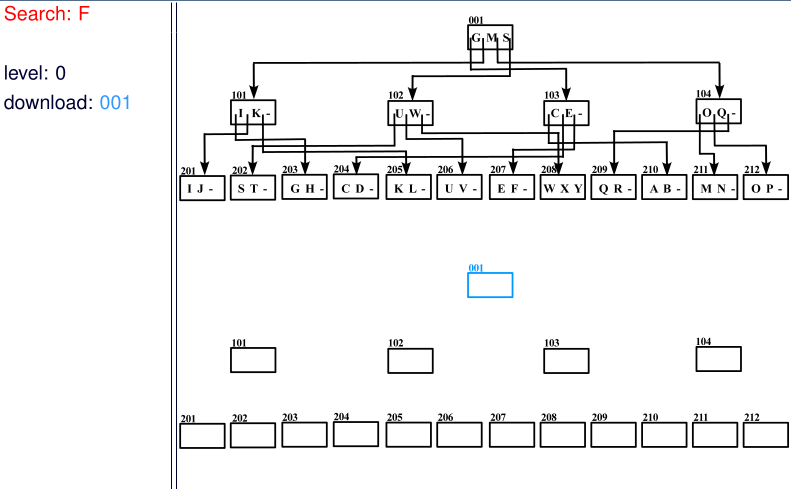 Search: F
level: 0
download: 001
001
G M S
101 102 103 104
I K - U W - C E - O Q -
201 202 203 204 205 206 207 208 209 210 211 212
I J - S T - G H - C D - K L - U V - E F - W X Y Q R - A B - M N - O P -
001
101 102 103 104
201 202 203 204 205 206 207 208 209 210 211 212